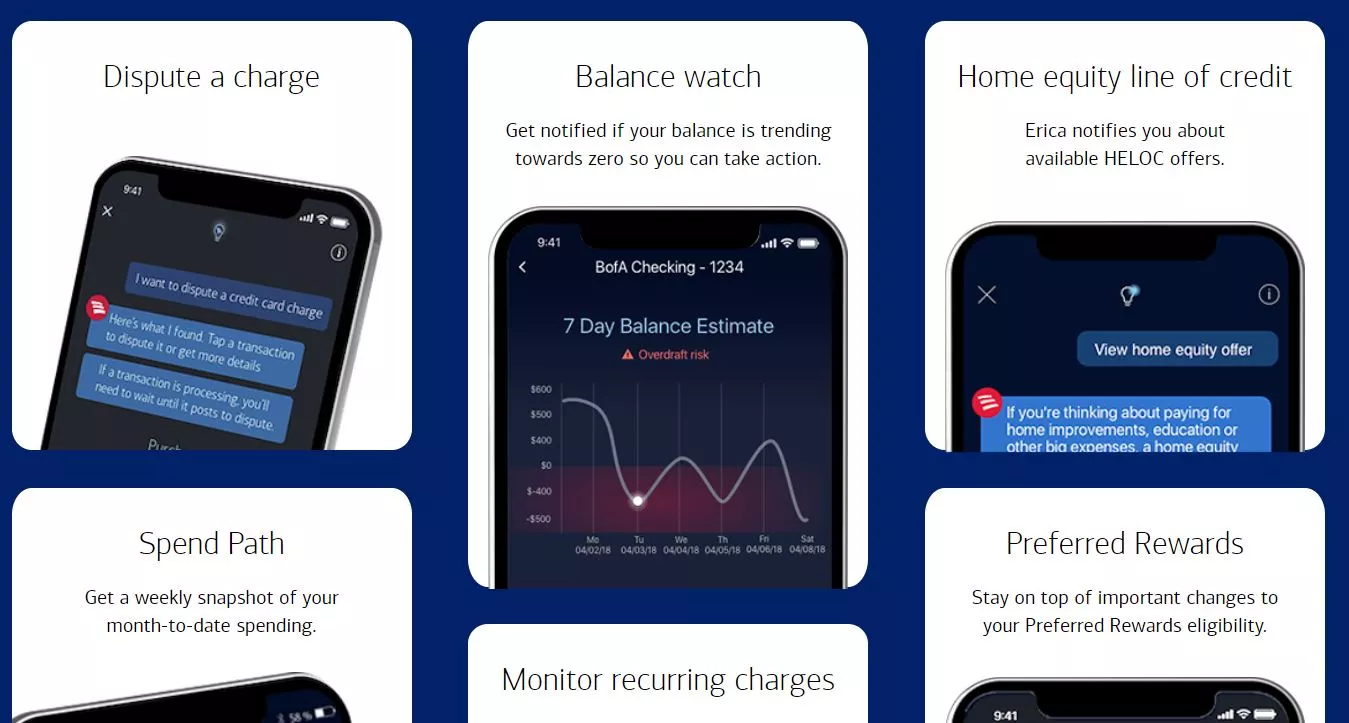 Dispute a charge
9:41
I want to dispute a credit card charge
Here's what I found. Tap a transaction
to dispute it or get more details
If a transaction is processing, you'll
need to wait until it posts to dispute.
Balance watch
Get notified if your balance is trending
towards zero so you can take action.
9:41
BofA Checking - 1234
7 Day Balance Estimate
Overdraft risk
$600
$500
$400
$0
$-400
-$500
Mo Tu We Th Fri Sat
04/02/18 04/03/18 04/04/18 04/05/18 04/06/18 04/08/18
Home equity line of credit
Erica notifies you about
available HELOC offers.
View home equity offer
If you're thinking about paying for
home improvements, education or
other big expenses, a home equity
Spend Path
Get a weekly snapshot of your
month-to-date spending.
58 %
Monitor recurring charges
Preferred Rewards
Stay on top of important changes to
your Preferred Rewards eligibility.
9:41